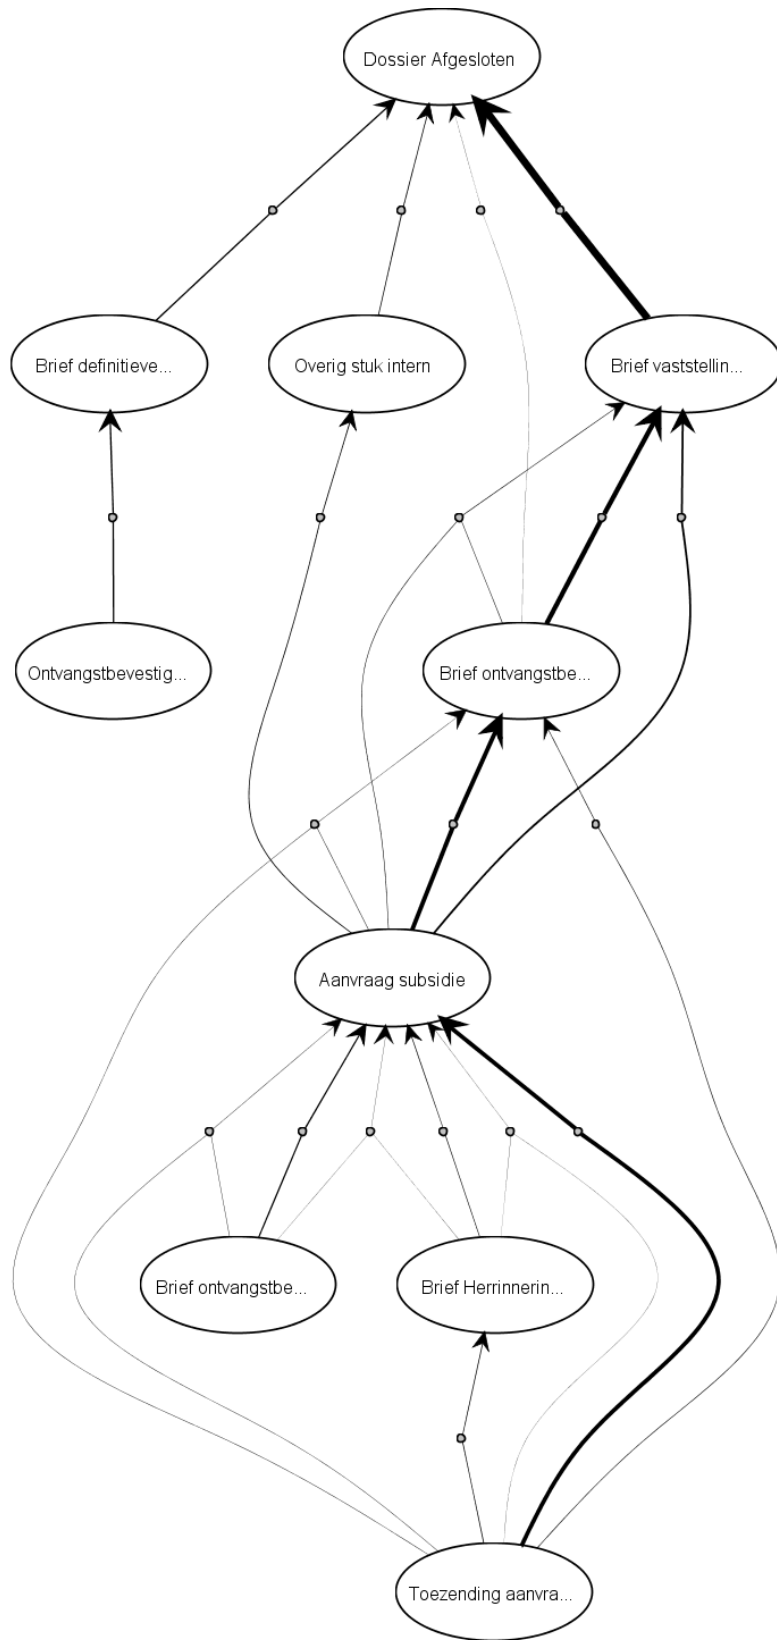 Dossier Afgesloten
Brief definitieve...
Overig stuk intern
Brief vaststellin...
Ontvangstbevestig...
Brief ontvangstbe...
Aanvraag subsidie
Brief ontvangstbe...
Brief Herrinnerin...
Toezending aanvra...